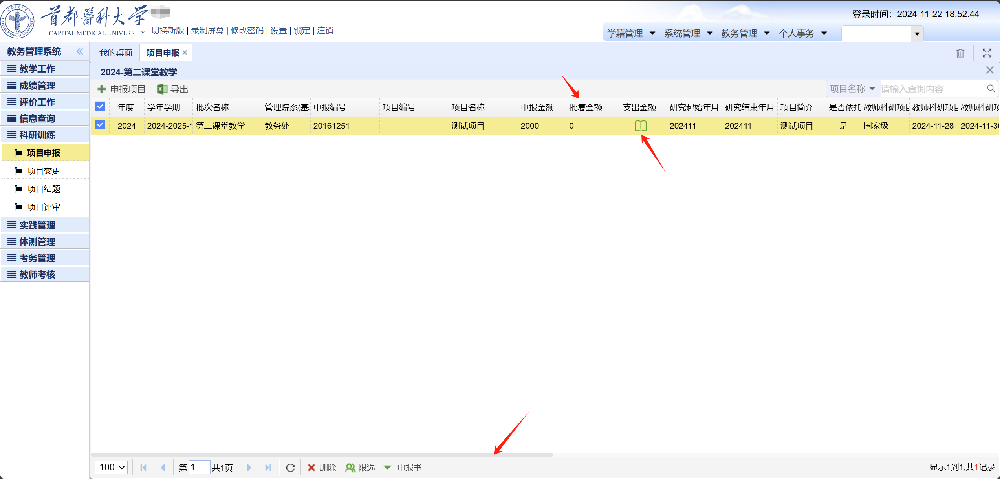 首都醫科大学
CAPITAL MEDICAL UNIVERSITY
切换新版 | 录制屏幕 | 修改密码 | 设置 | 锁定 | 注销
登录时间：2024-11-22 18:52:44
学籍管理 系统管理 教务管理 个人事务
教务管理系统
教学工作
成绩管理
评价工作
信息查询
科研训练
项目申报
项目变更
项目结题
项目评审
实践管理
体测管理
考务管理
教师考核
我的桌面 项目申报
2024-第二课堂教学
申报项目 导出
项目名称 请输入查询内容
年度 学年学期 批次名称 管理院系(基 申报编号 项目编号 项目名称 申报金额 批复金额 支出金额 研究起始年月 研究结束年月 项目简介 是否依托 教师科研项目 教师科研项目 教师科研项
2024 2024-2025-1 第二课堂教学 教务处 20161251 测试项目 2000 0 202411 202411 测试项目 是 国家级 2024-11-28 2024-11-30
100 第 1 共1页 删除 限选 申报书
显示1到1,共1记录